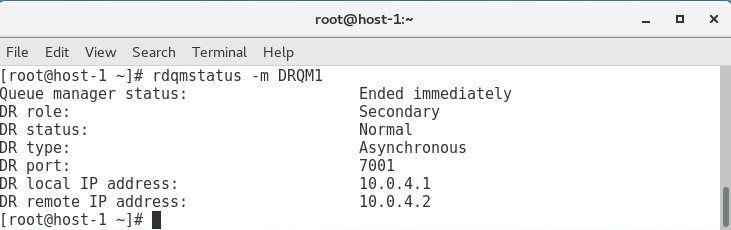 root@host-1:~
File Edit View Search Terminal Help
[root@host-1 ~]# rdqmstatus -m DRQM1
Queue manager status: Ended immediately
DR role: Secondary
DR status: Normal
DR type: Asynchronous
DR port: 7001
DR local IP address: 10.0.4.1
DR remote IP address: 10.0.4.2
[root@host-1 ~]#